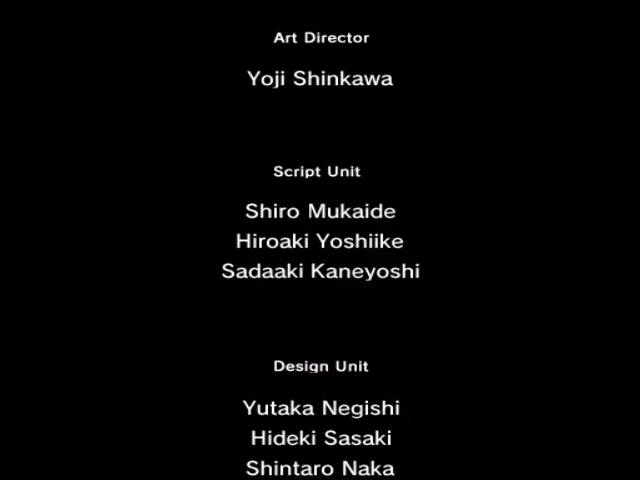 Art Director
Yoji Shinkawa
Script Unit
Shiro Mukaide
Hiroaki Yoshiike
Sadaaki Kaneyoshi
Design Unit
Yutaka Negishi
Hideki Sasaki
Shintaro Naka